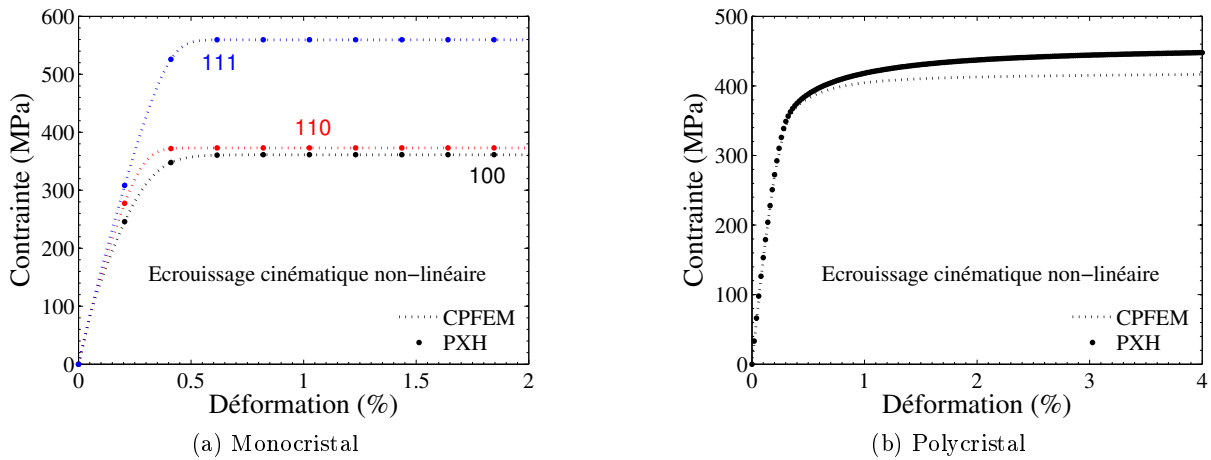 600
500
400
300
200
100
0
Contrainte (MPa)
111
110
100
Ecrouissage cinématique non−linéaire
CPFEM
PXH
0 0.5 1 1.5 2
Déformation (%)
(a) Monocristal
500
400
300
200
100
0
Contrainte (MPa)
Ecrouissage cinématique non−linéaire
CPFEM
PXH
0 1 2 3 4
Déformation (%)
(b) Polycristal